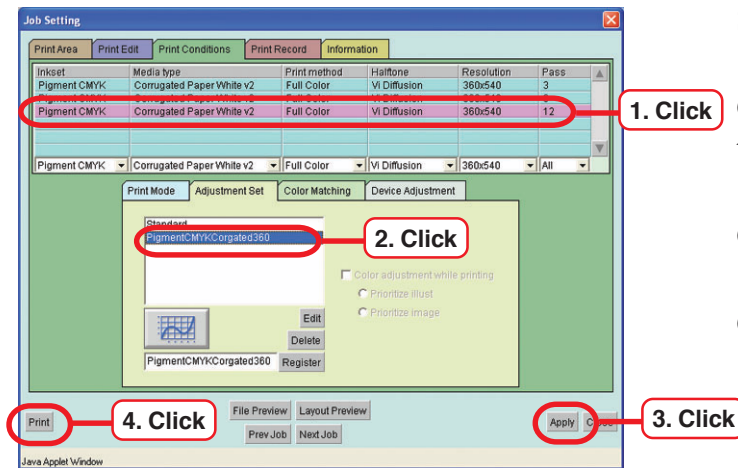 Job Setting
Print Area Print Edit Print Conditions Print Record Information
Inkset Media type Print method Halftone Resolution Pass
Pigment CMYK Corrugated Paper White v2 Full Color Vi Diffusion 360x540 3
Pigment CMYK Corrugated Paper White v2 Full Color Vi Diffusion 360x540 12
1. Click
Pigment CMYK Corrugated Paper White v2 Full Color Vi Diffusion 360x540 All
Print Mode Adjustment Set Color Matching Device Adjustment
Standard
PigmentCMYKCorgated360
2. Click
Color adjustment while printing
Prioritize illust
Prioritize image
Edit
Delete
PigmentCMYKCorgated360 Register
Print
4. Click
File Preview Layout Preview
Prev Job Next Job
Apply Close
3. Click
Java Applet Window